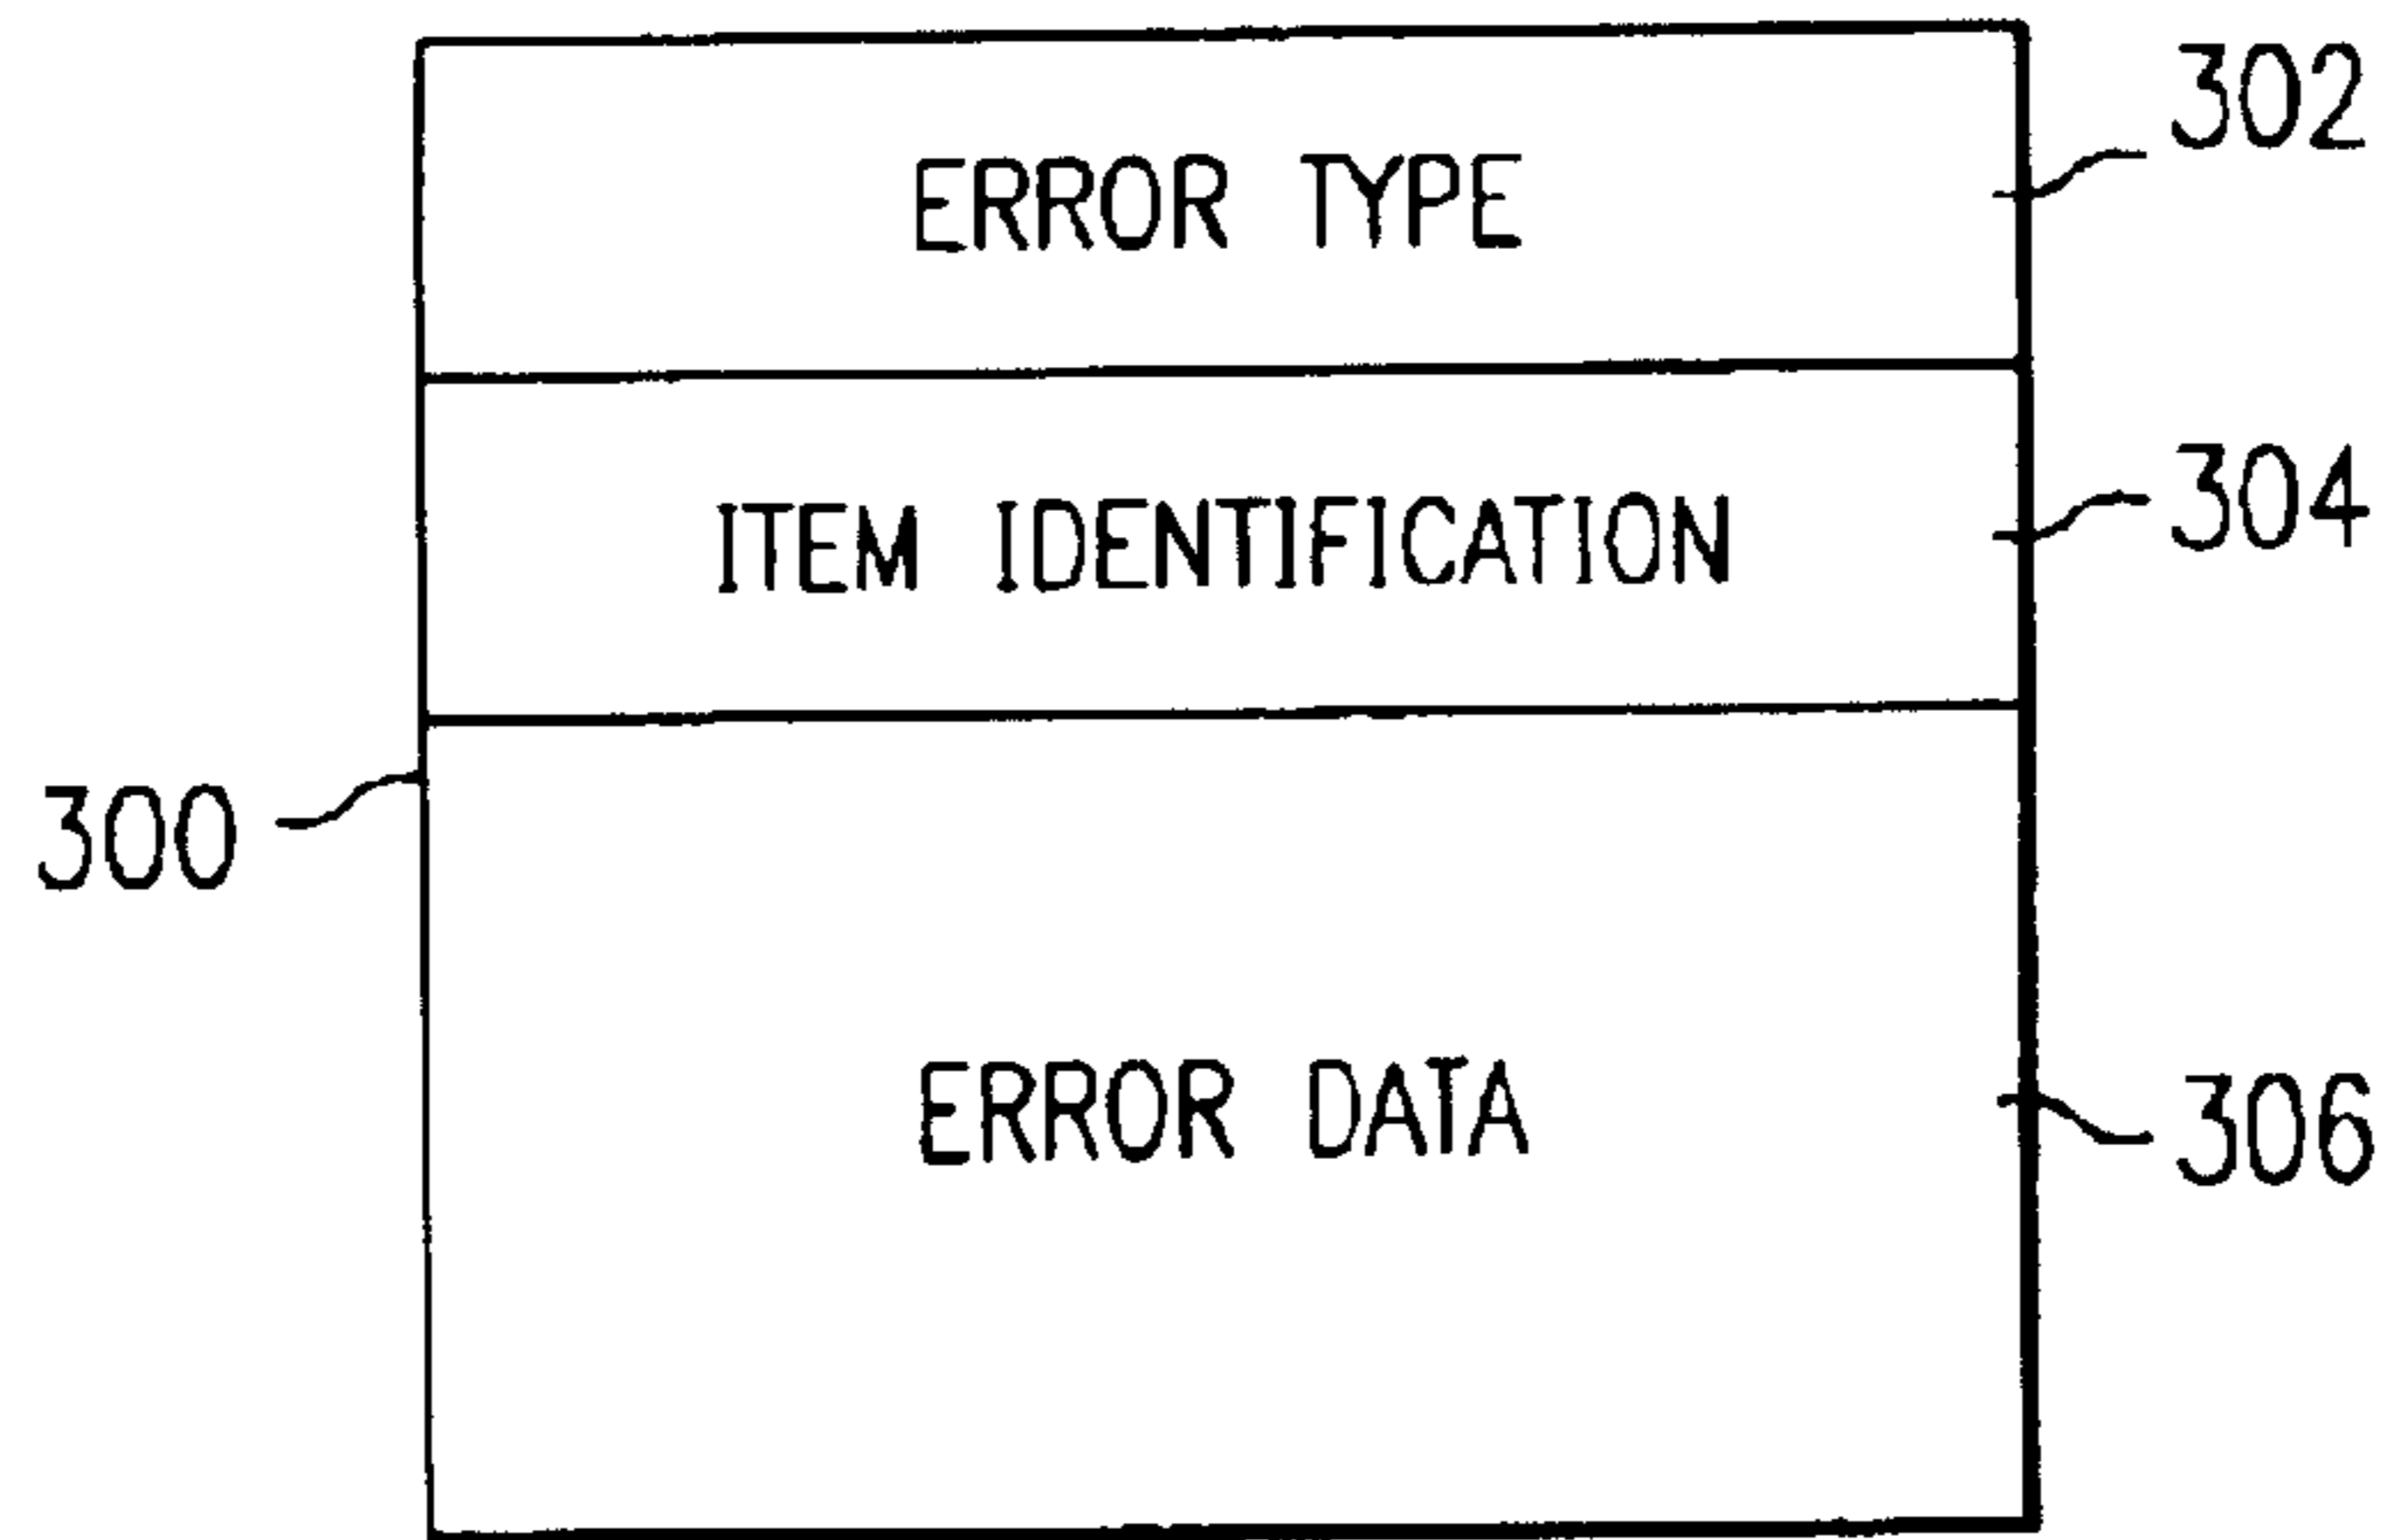 302
ERROR TYPE
304
ITEM IDENTIFICATION
300
ERROR DATA
306